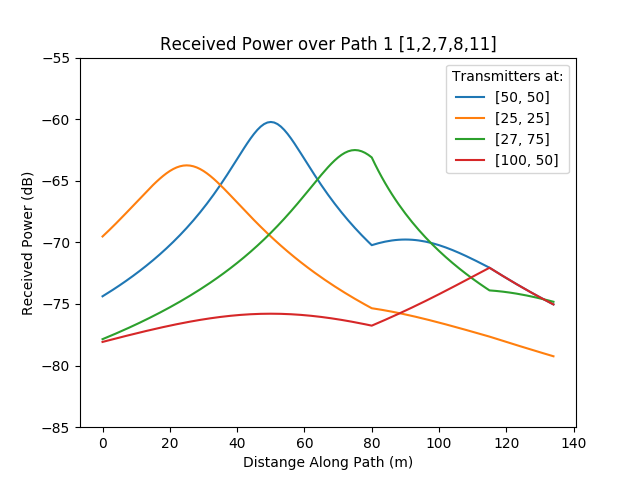 Received Power over Path 1 [1,2,7,8,11]
−55
−60
−65
−70
−75
−80
−85
Received Power (dB)
Transmitters at:
[50, 50]
[25, 25]
[27, 75]
[100, 50]
0 20 40 60 80 100 120 140
Distange Along Path (m)